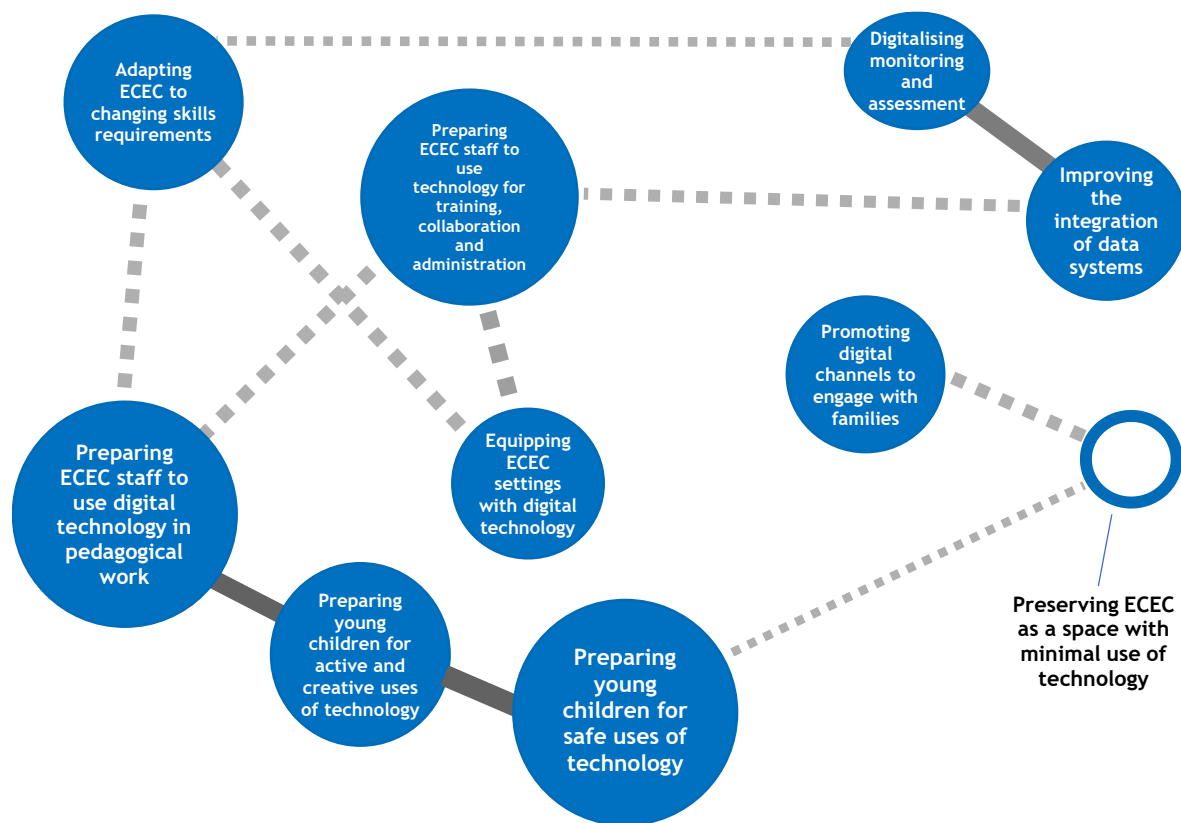 Adapting
ECEC to
changing skills
requirements
Digitalising
monitoring
and
assessment
Preparing
ECEC staff to
use
technology for
training,
collaboration
and
administration
Improving
the
integration
of data
systems
Promoting
digital
channels to
engage with
families
Preparing
ECEC staff to
use digital
technology in
pedagogical
work
Equipping
ECEC
settings
with digital
technology
Preparing
young
children for
active and
creative uses
of technology
Preparing
young
children for
safe uses of
technology
Preserving ECEC
as a space with
minimal use of
technology